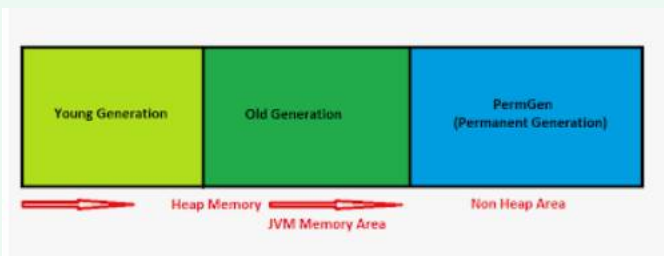 Young Generation
Old Generation
PermGen
(Permanent Generation)
Heap Memory
Non Heap Area
JVM Memory Area